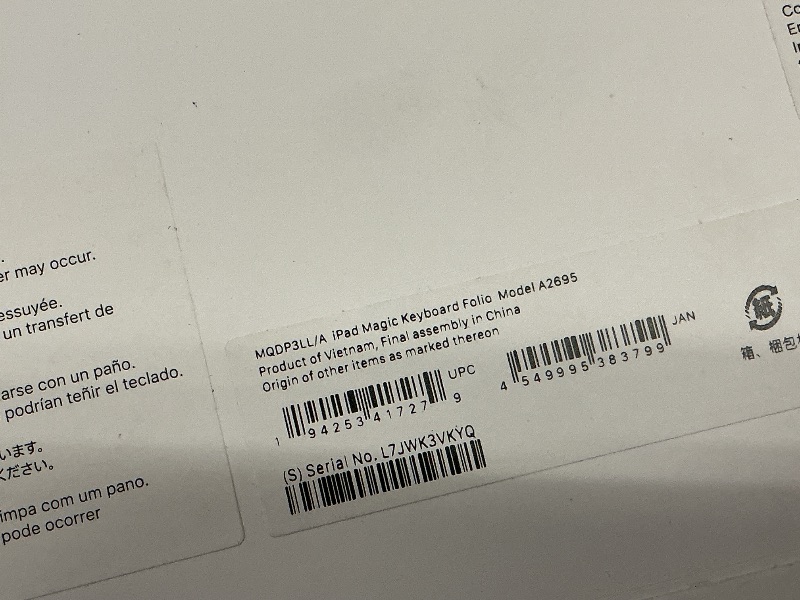 er may occur.
essuyée.
un transfert de
arse con un paño.
podrían teñir el teclado.
います。
ください。
impa com um pano.
pode ocorrer
MQDP3LL/A iPad Magic Keyboard Folio Model A2695
Product of Vietnam, Final assembly in China
Origin of other items as marked thereon
UPC
1 94253 41727 9
JAN
4 549995 383799
(S) Serial No. L7JWK3VKYQ
紙
箱、梱包
Co